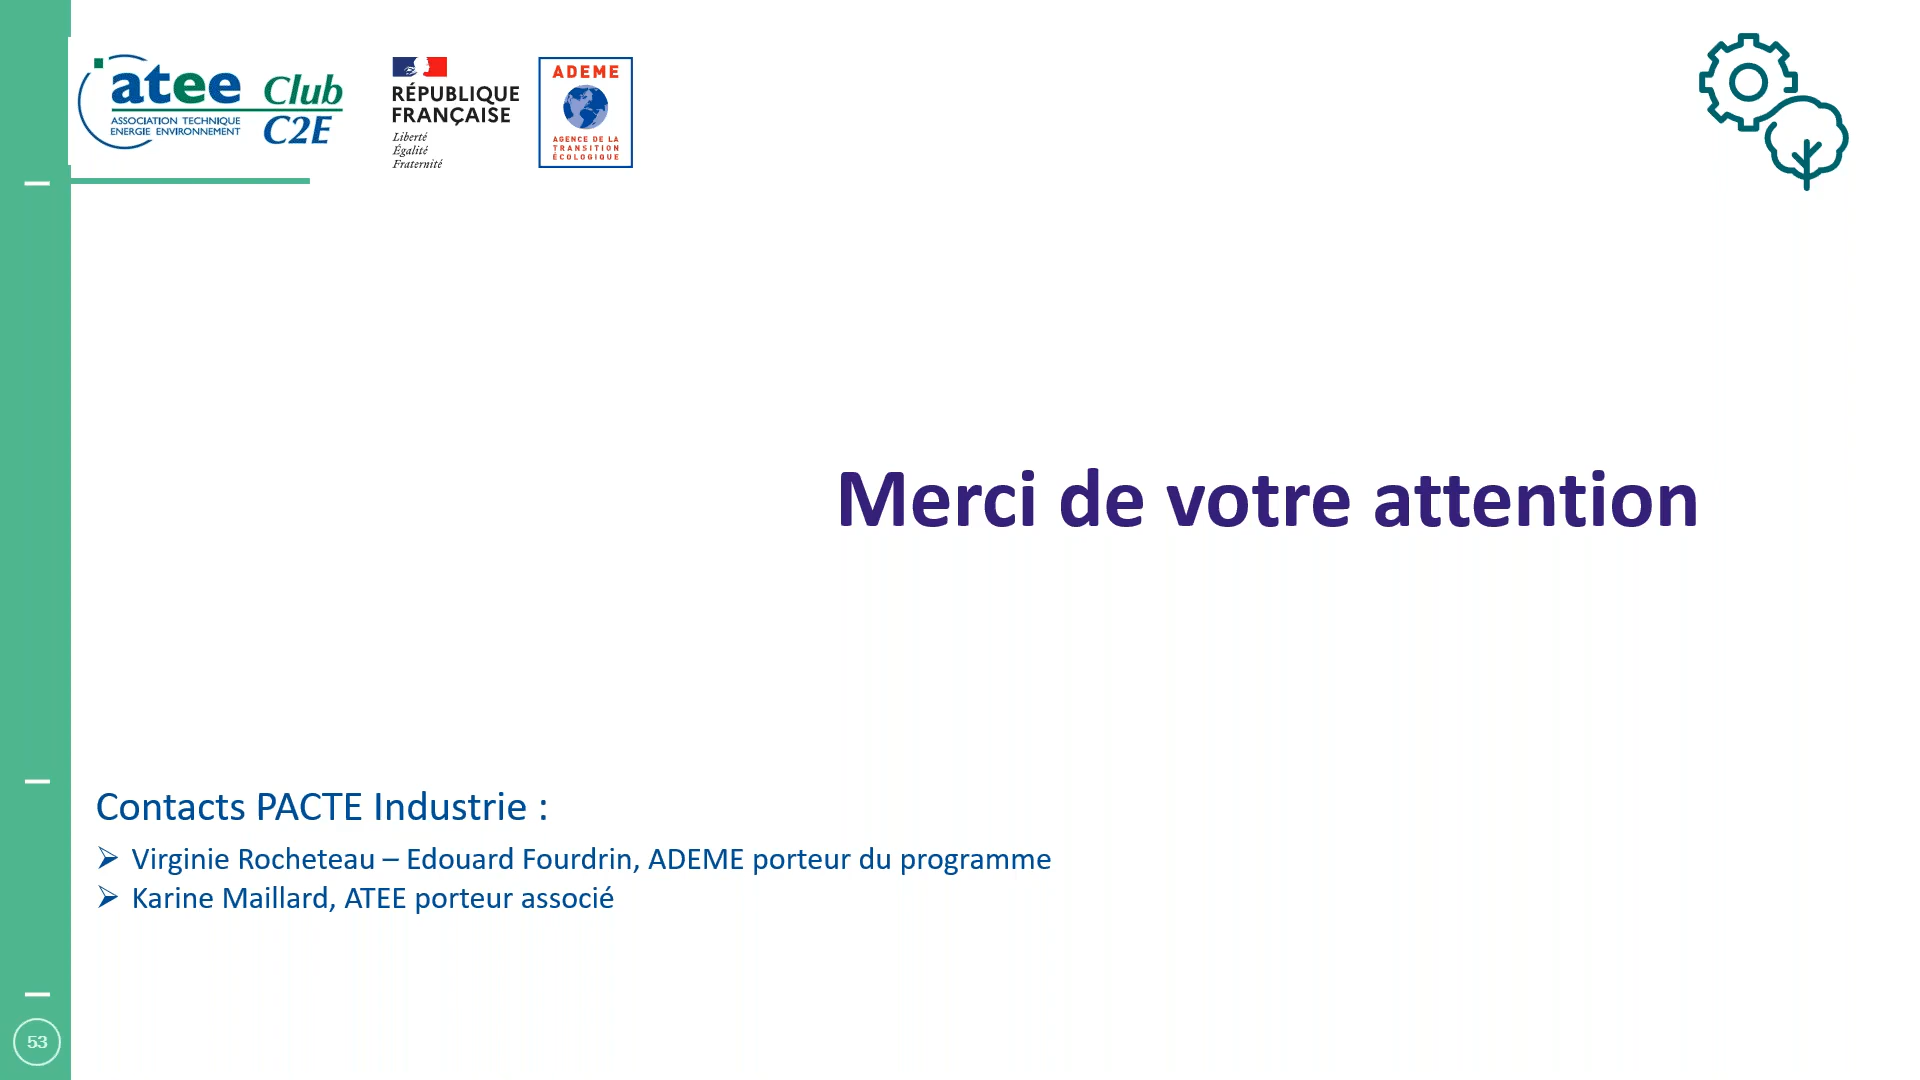 atee Club
ASSOCIATION TECHNIQUE
ENERGIE ENVIRONNEMENT
C2E
RÉPUBLIQUE
FRANÇAISE
Liberté
Égalité
Fraternité
ADEME
AGENCE DE LA
TRANSITION
ÉCOLOGIQUE
Merci de votre attention
Contacts PACTE Industrie :
➢ Virginie Rocheteau – Edouard Fourdrin, ADEME porteur du programme
➢ Karine Maillard, ATEE porteur associé
53